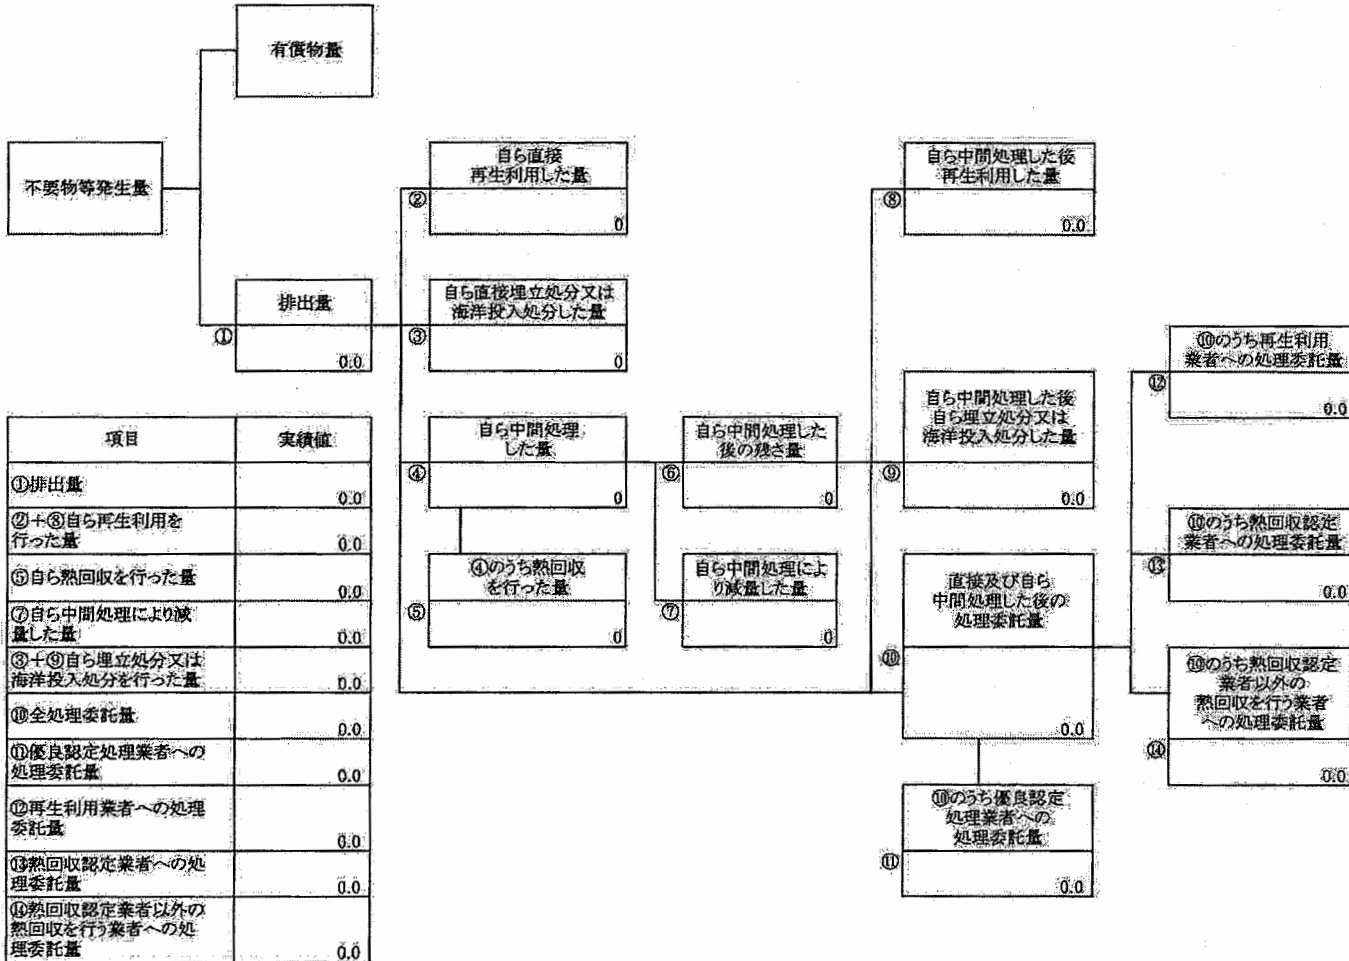 有償物量
不要物等発生量
自ら直接
再生利用した量
②
0
自ら中間処理した後
再生利用した量
⑧
0.0
排出量
①
0.0
自ら直接埋立処分又は
海洋投入処分した量
③
0
⑩のうち再生利用
業者への処理委託量
⑫
0.0
自ら中間処理
した量
④
0
自ら中間処理した
後の残さ量
⑥
0
自ら中間処理した後
自ら埋立処分又は
海洋投入処分した量
⑨
0.0
⑩のうち熱回収認定
業者への処理委託量
⑬
0.0
④のうち熱回収
を行った量
⑤
0
自ら中間処理によ
り減量した量
⑦
0
直接及び自ら
中間処理した後の
処理委託量
⑩
0.0
⑩のうち熱回収認定
業者以外の
熱回収を行う業者
への処理委託量
⑭
0.0
⑩のうち優良認定
処理業者への
処理委託量
⑪
0.0
項目 実績値
①排出量
0.0
②+⑧自ら再生利用を
行った量
0.0
⑤自ら熱回収を行った量
0.0
⑦自ら中間処理により減
量した量
0.0
③+⑨自ら埋立処分又は
海洋投入処分を行った量
0.0
⑩全処理委託量
0.0
⑪優良認定処理業者への
処理委託量
0.0
⑫再生利用業者への処理
委託量
0.0
⑬熱回収認定業者への処
理委託量
0.0
⑭熱回収認定業者以外の
熱回収を行う業者への処
理委託量
0.0